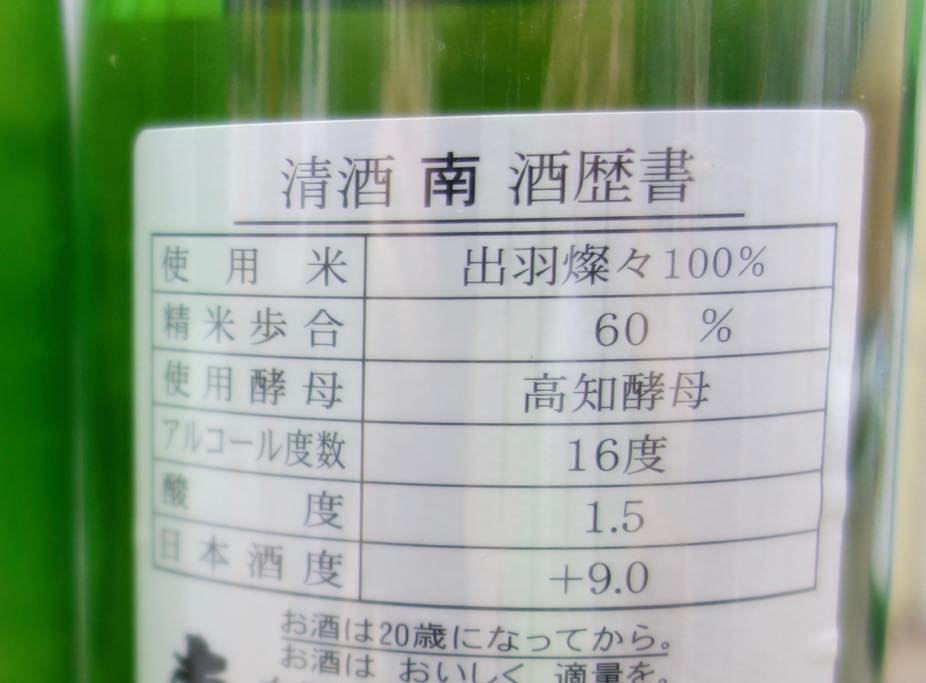 清酒 南 酒歴書
使用米 出羽燦々100%
精米歩合 60 %
使用酵母 高知酵母
アルコール度数 16度
酸度 1.5
日本酒度 +9.0
お酒は20歳になってから。
お酒は おいしく 適量を。